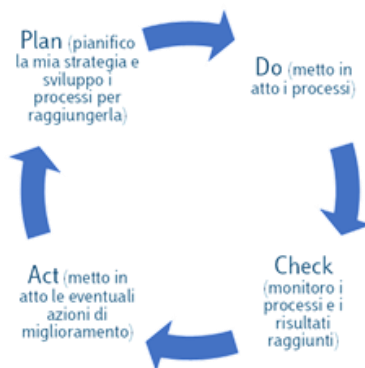 Plan (pianifico
la mia strategia e
sviluppo i
processi per
raggiungerla)
Do (metto in
atto i processi)
Check
(monitoro i
processi e i
risultati
raggiunti)
Act (metto in
atto le eventuali
azioni di
miglioramento)